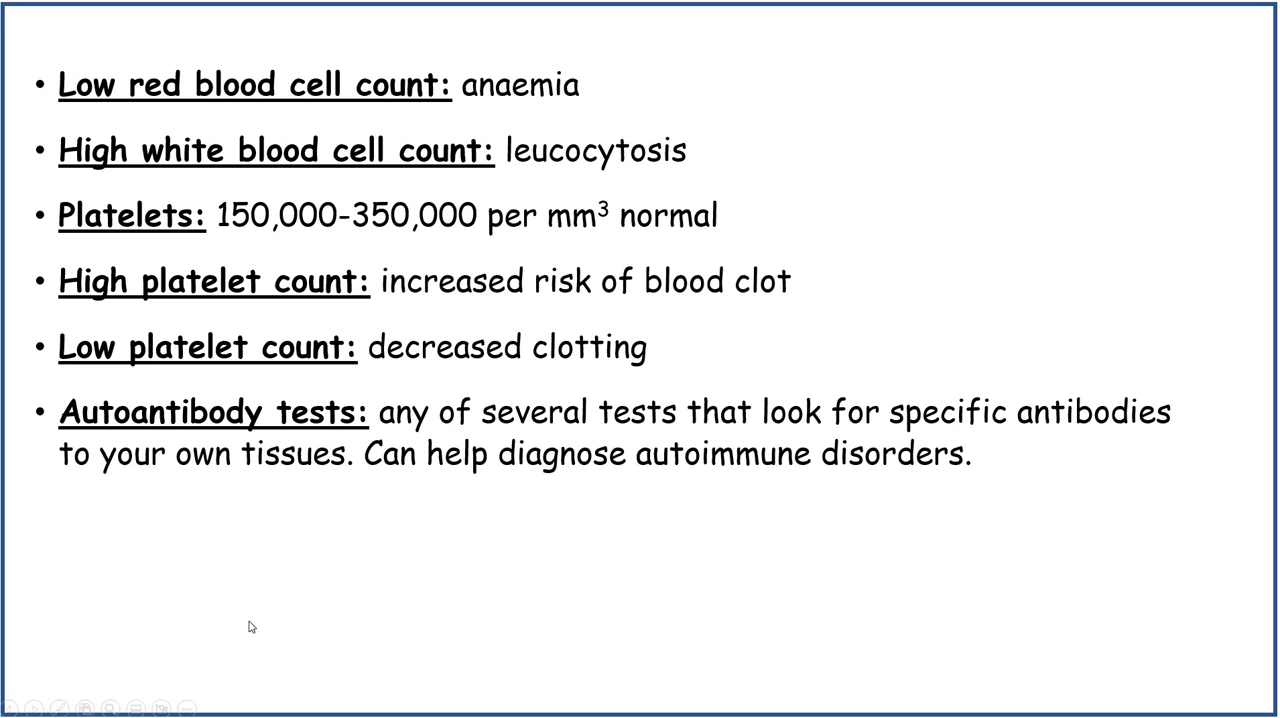 • Low red blood cell count: anaemia
• High white blood cell count: leucocytosis
• Platelets: 150,000-350,000 per mm³ normal
• High platelet count: increased risk of blood clot
• Low platelet count: decreased clotting
• Autoantibody tests: any of several tests that look for specific antibodies
to your own tissues. Can help diagnose autoimmune disorders.